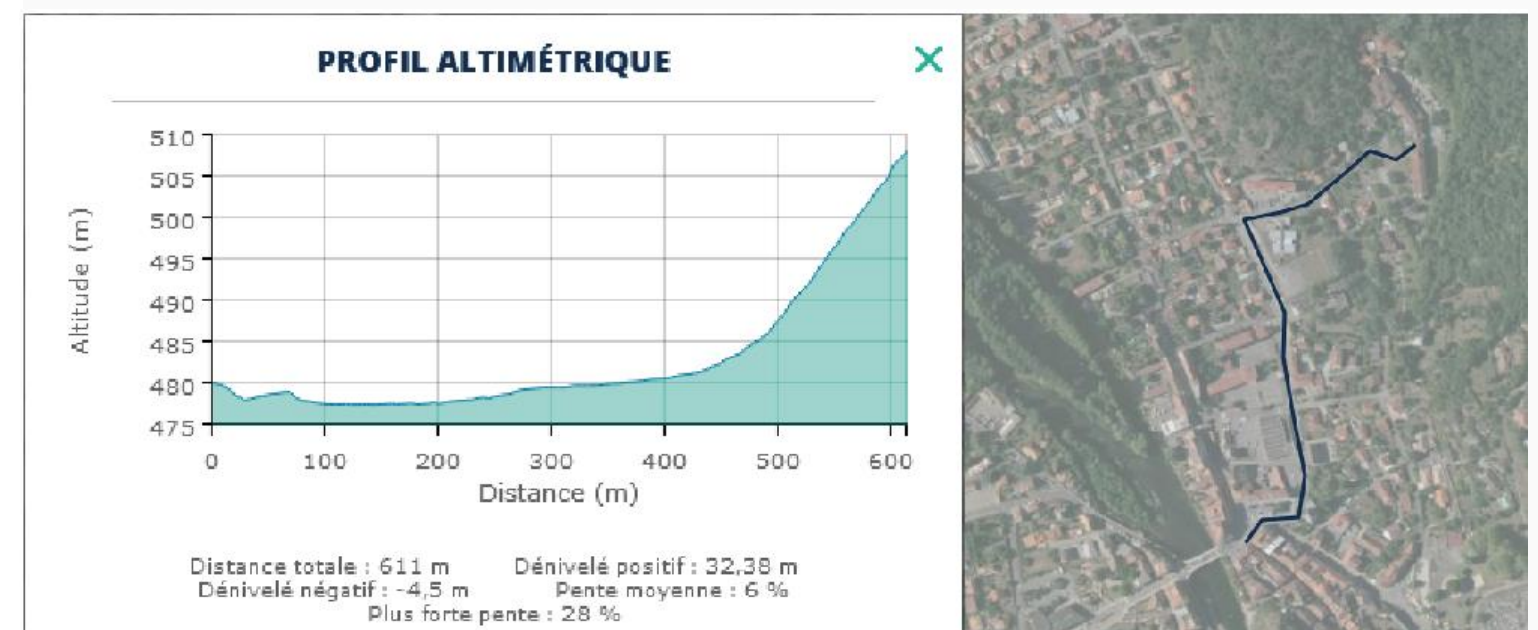 PROFIL ALTIMÉTRIQUE
510
505
500
495
490
485
480
475
Altitude (m)
0 100 200 300 400 500 600
Distance (m)
Distance totale : 611 m Dénivelé positif : 32,38 m
Dénivelé négatif : -4,5 m Pente moyenne : 6 %
Plus forte pente : 28 %